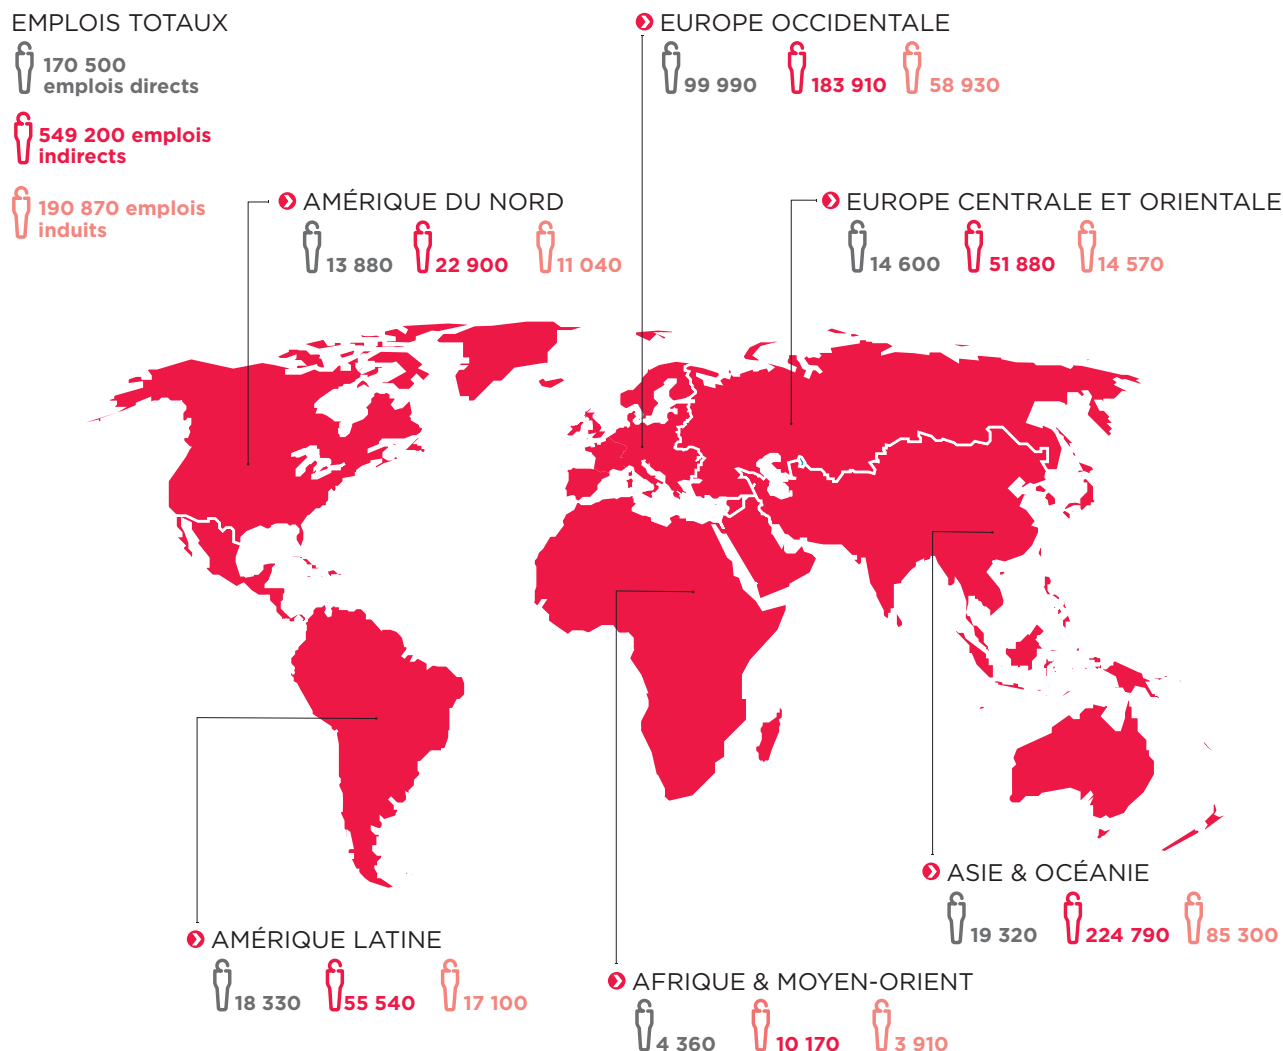 EMPLOIS TOTAUX
170 500
emplois directs
549 200 emplois
indirects
190 870 emplois
induits
EUROPE OCCIDENTALE
99 990 183 910 58 930
AMÉRIQUE DU NORD
13 880 22 900 11 040
EUROPE CENTRALE ET ORIENTALE
14 600 51 880 14 570
ASIE & OCÉANIE
19 320 224 790 85 300
AMÉRIQUE LATINE
18 330 55 540 17 100
AFRIQUE & MOYEN-ORIENT
4 360 10 170 3 910